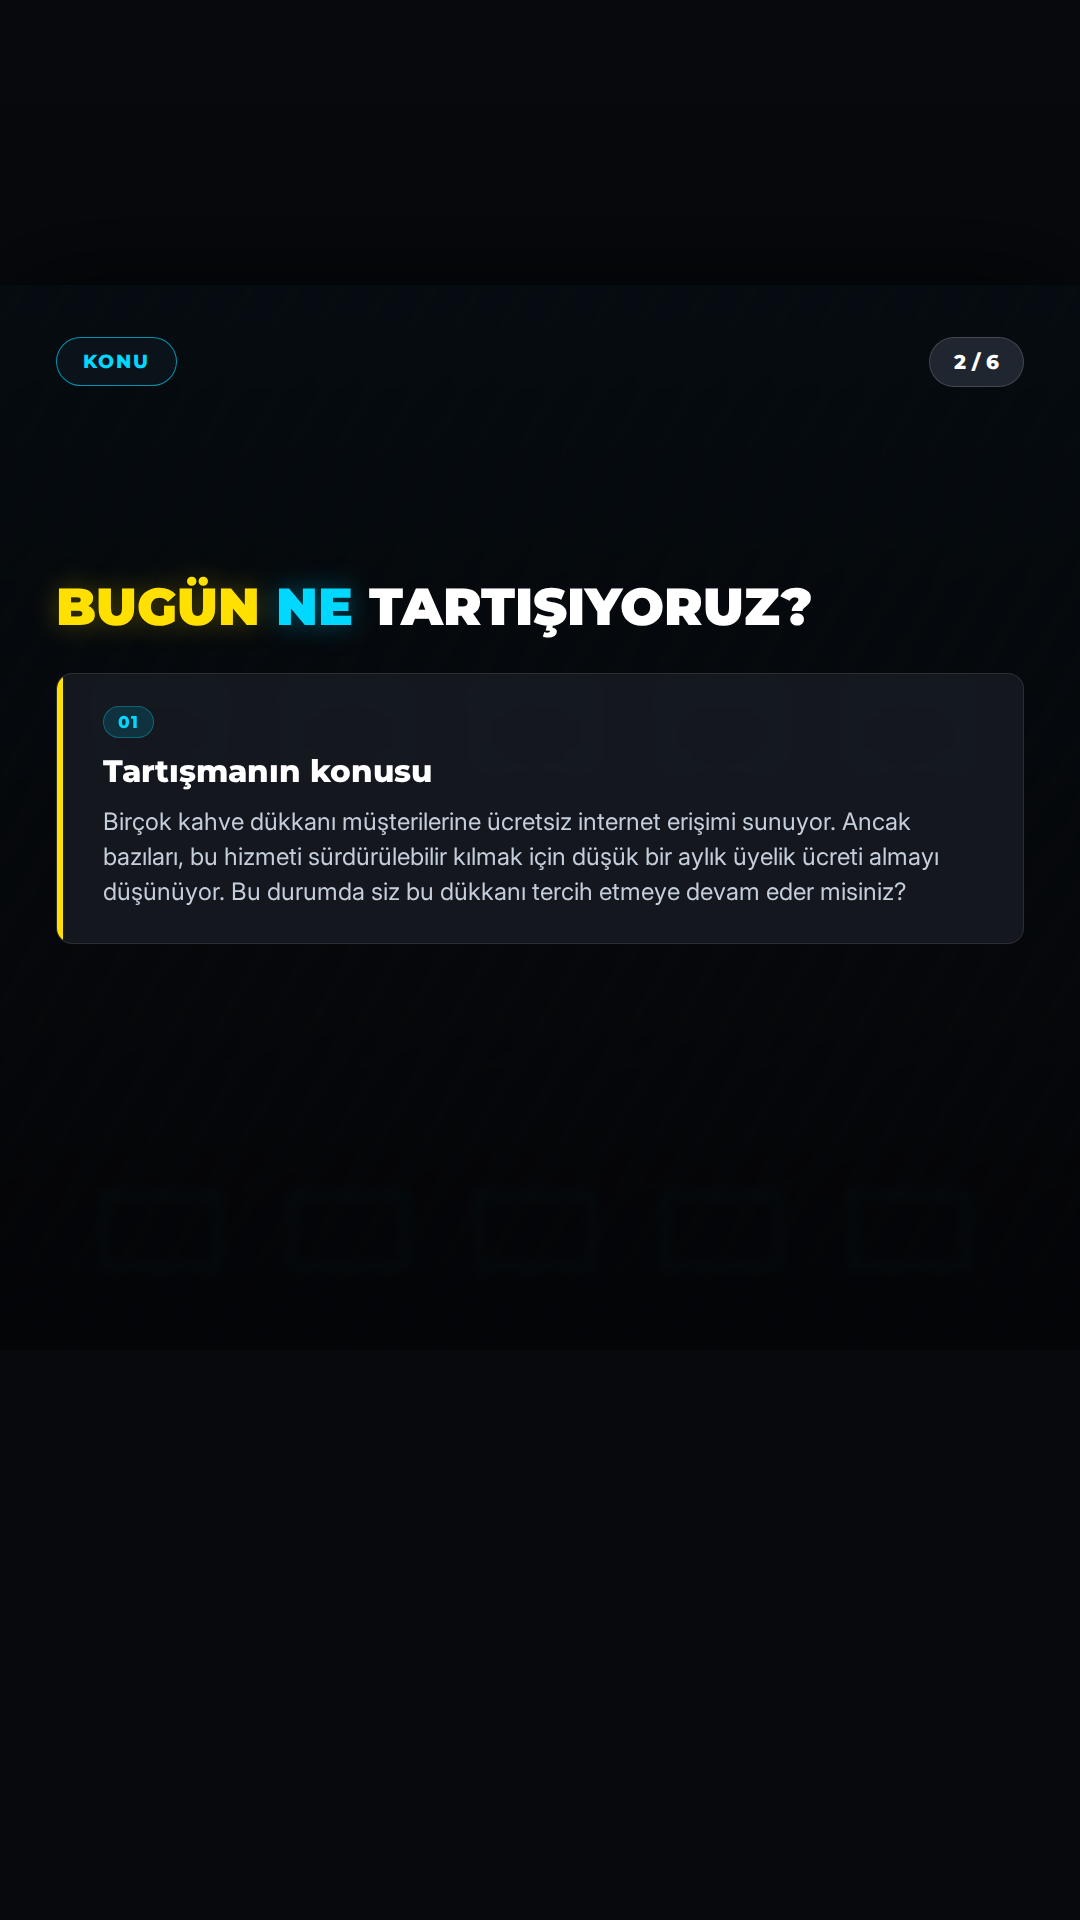 KONU
2 / 6
BUGÜN NE TARTIŞIYORUZ?
01
Tartışmanın konusu
Birçok kahve dükkanı müşterilerine ücretsiz internet erişimi sunuyor. Ancak
bazıları, bu hizmeti sürdürülebilir kılmak için düşük bir aylık üyelik ücreti almayı
düşünüyor. Bu durumda siz bu dükkanı tercih etmeye devam eder misiniz?